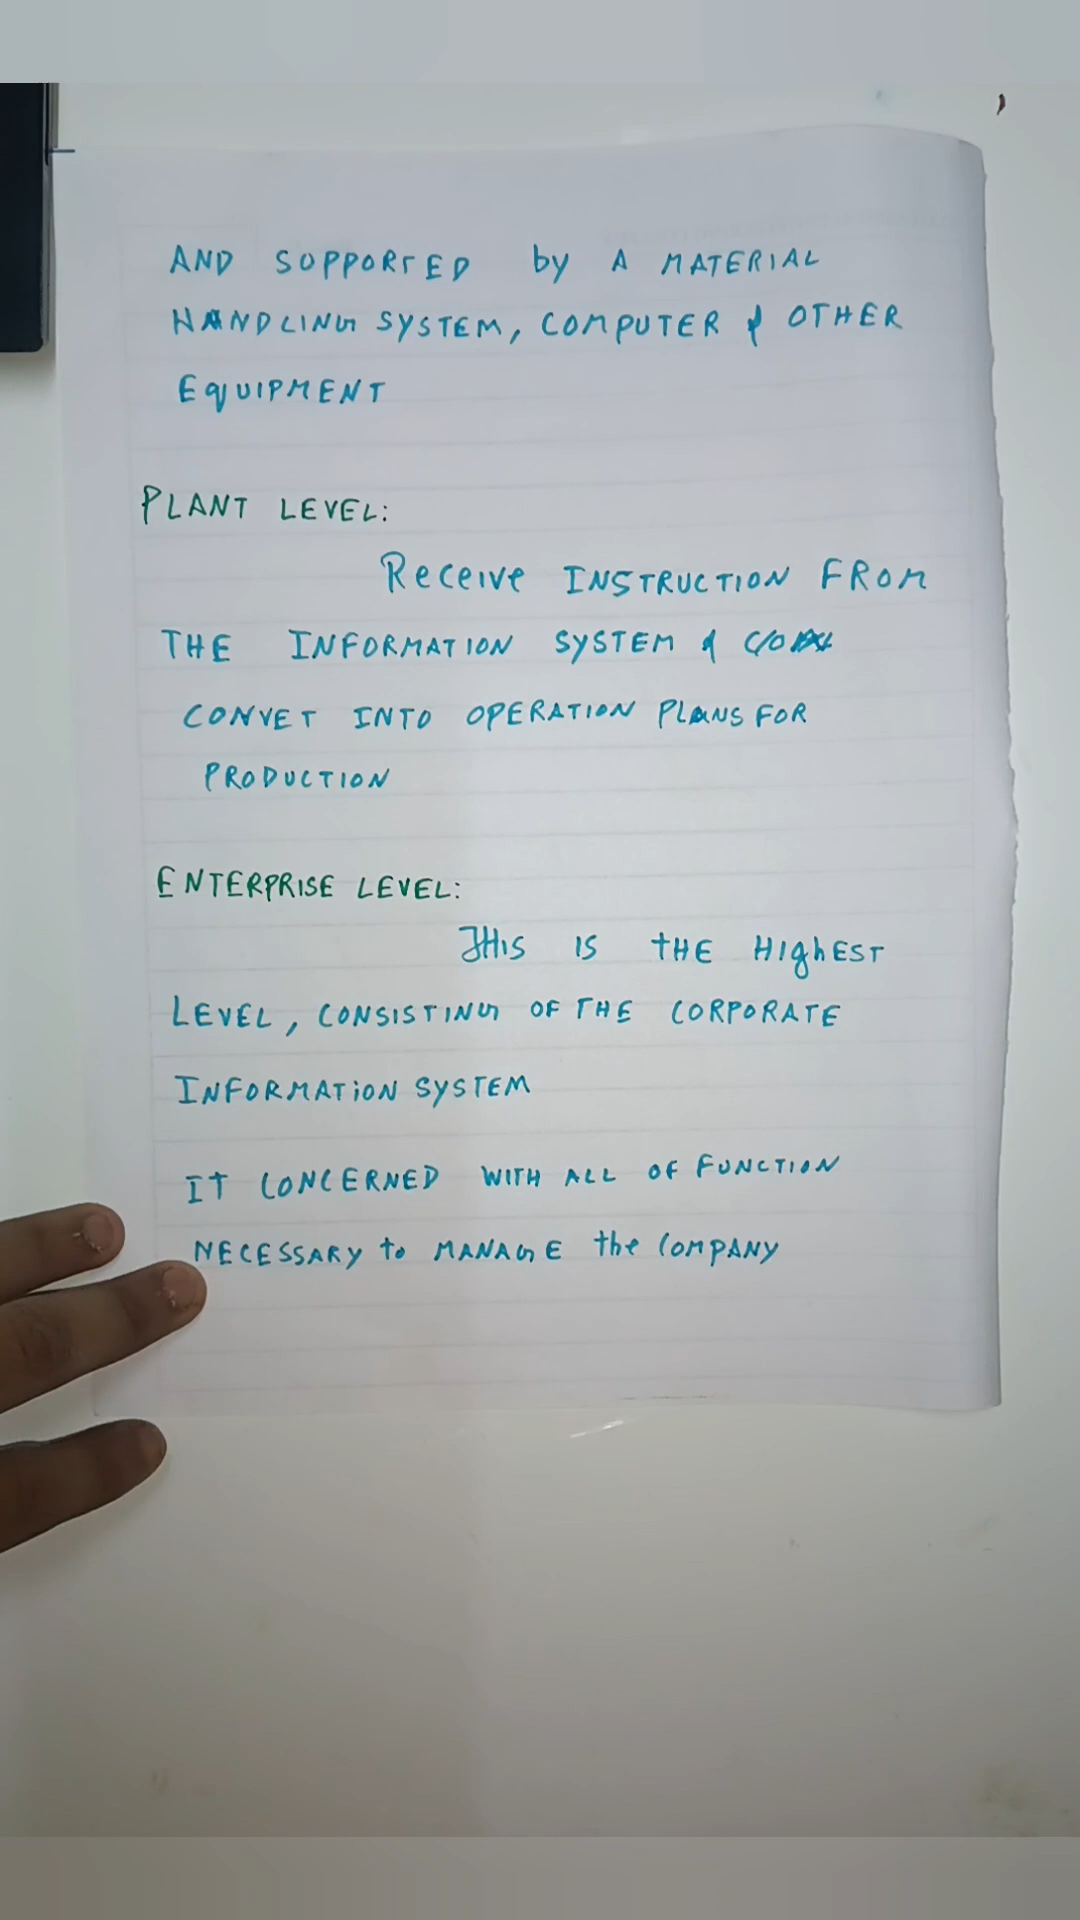 AND SUPPORTED by A MATERIAL
HANDLING SYSTEM, COMPUTER & OTHER
EQUIPMENT
PLANT LEVEL:
Receive INSTRUCTION FROM
THE INFORMATION SYSTEM &
CONVET INTO OPERATION PLANS FOR
PRODUCTION
ENTERPRISE LEVEL:
THIS IS tHE HIghEST
LEVEL, CONSISTING OF THE CORPORATE
INFORMATiON SYSTEM
IT CONCERNED WITH ALL OF FUNCTION
NECESSARY to MANAGE the COMPANY